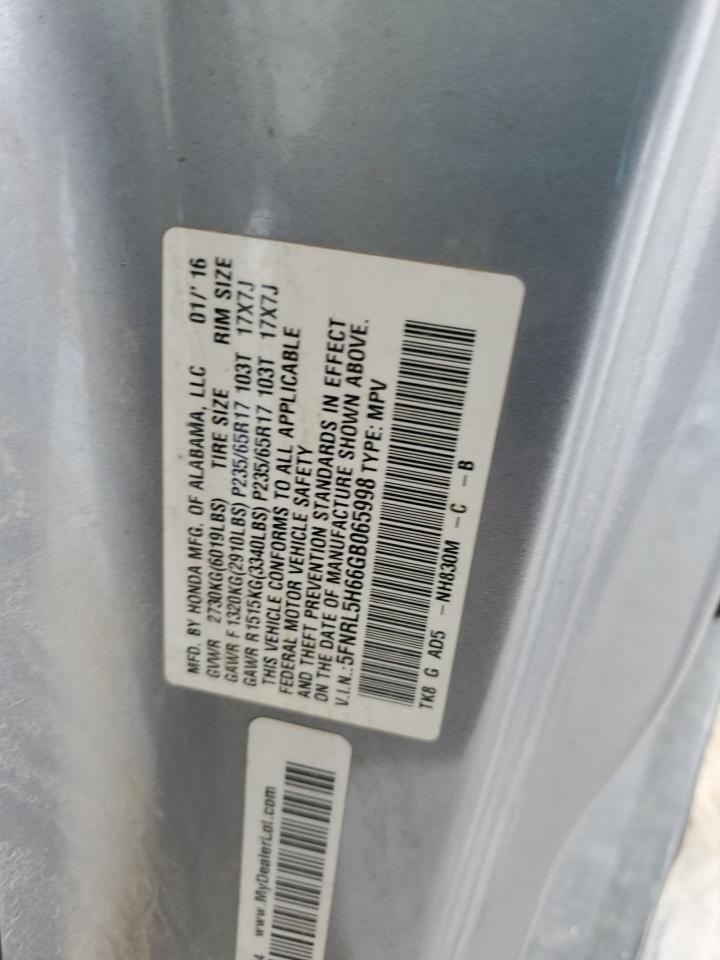 MFD. BY HONDA MFG. OF ALABAMA, LLC 01/'16
GVWR 2730KG(6019LBS) TIRE SIZE RIM SIZE
GAWR F 1320KG(2910LBS) P235/65R17 103T 17X7J
GAWR R1515KG(3340LBS) P235/65R17 103T 17X7J
THIS VEHICLE CONFORMS TO ALL APPLICABLE
FEDERAL MOTOR VEHICLE SAFETY
AND THEFT PREVENTION STANDARDS IN EFFECT
ON THE DATE OF MANUFACTURE SHOWN ABOVE.
V.I.N.:5FNRL5H66GB065998 TYPE: MPV
TK8 G AD5 -NH830M -C -B
4 www.MyDealerLot.com